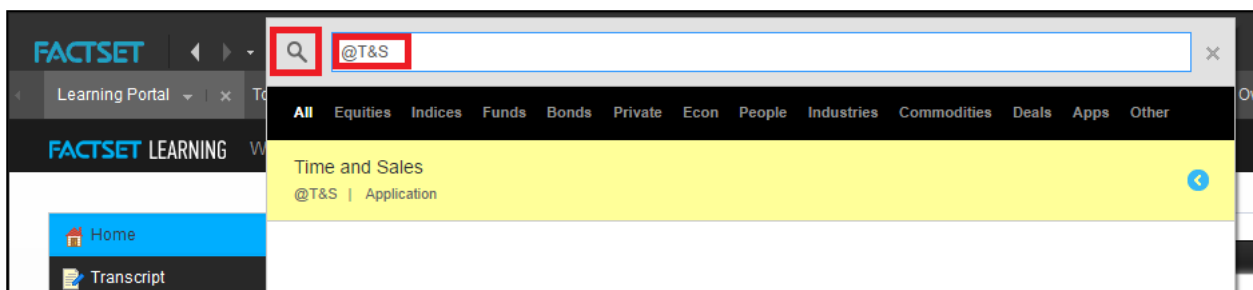 FACTSET
@T&S
Learning Portal
All Equities Indices Funds Bonds Private Econ People Industries Commodities Deals Apps Other
FACTSET LEARNING
Time and Sales
@T&S | Application
Home
Transcript